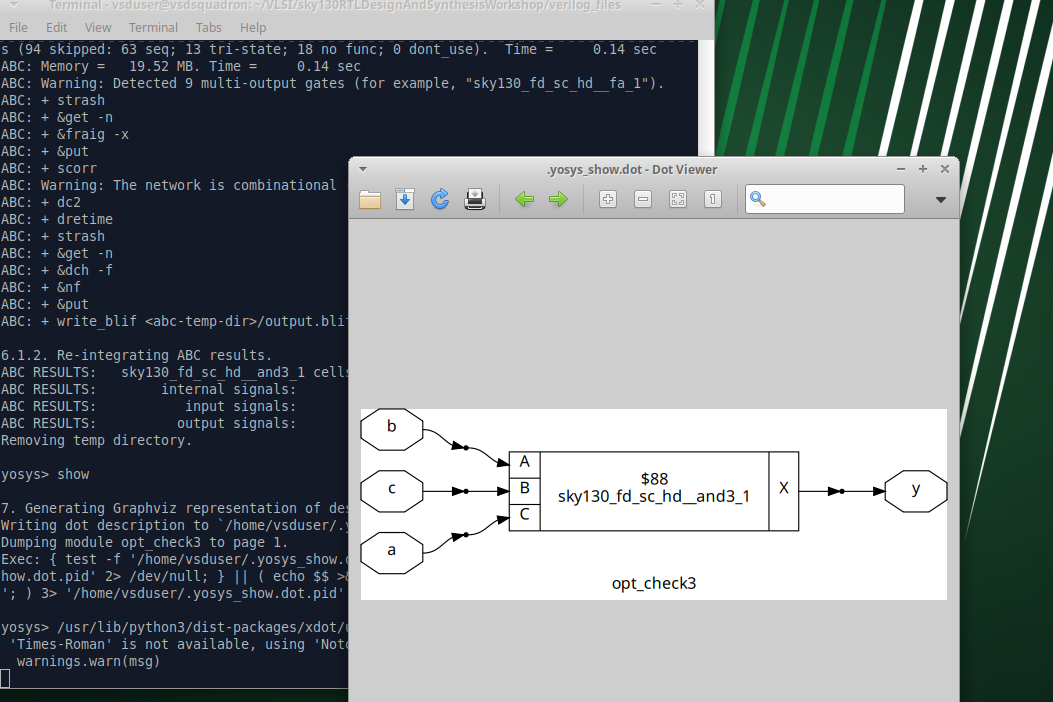 Terminal - vsduser@vsdsquadron: ~/VLSI/sky130RTLDesignAndSynthesisWorkshop/verilog_files
File Edit View Terminal Tabs Help
s (94 skipped: 63 seq; 13 tri-state; 18 no func; 0 dont_use).  Time =     0.14 sec
ABC: Memory =   19.52 MB. Time =     0.14 sec
ABC: Warning: Detected 9 multi-output gates (for example, "sky130_fd_sc_hd__fa_1").
ABC: + strash
ABC: + &get -n
ABC: + &fraig -x
ABC: + &put
ABC: + scorr
ABC: Warning: The network is combinational
ABC: + dc2
ABC: + dretime
ABC: + strash
ABC: + &get -n
ABC: + &dch -f
ABC: + &nf
ABC: + &put
ABC: + write_blif <abc-temp-dir>/output.blif
6.1.2. Re-integrating ABC results.
ABC RESULTS:   sky130_fd_sc_hd__and3_1 cells
ABC RESULTS:        internal signals:
ABC RESULTS:           input signals:
ABC RESULTS:          output signals:
Removing temp directory.
yosys> show
7. Generating Graphviz representation of des
Writing dot description to `/home/vsduser/.y
Dumping module opt_check3 to page 1.
Exec: { test -f '/home/vsduser/.yosys_show.d
how.dot.pid' 2> /dev/null; } || ( echo $$ >&
'; ) 3> '/home/vsduser/.yosys_show.dot.pid'
yosys> /usr/lib/python3/dist-packages/xdot/u
'Times-Roman' is not available, using 'Noto
warnings.warn(msg)
.yosys_show.dot - Dot Viewer
1
b
c
a
A
B
C
$88
sky130_fd_sc_hd__and3_1
X
y
opt_check3